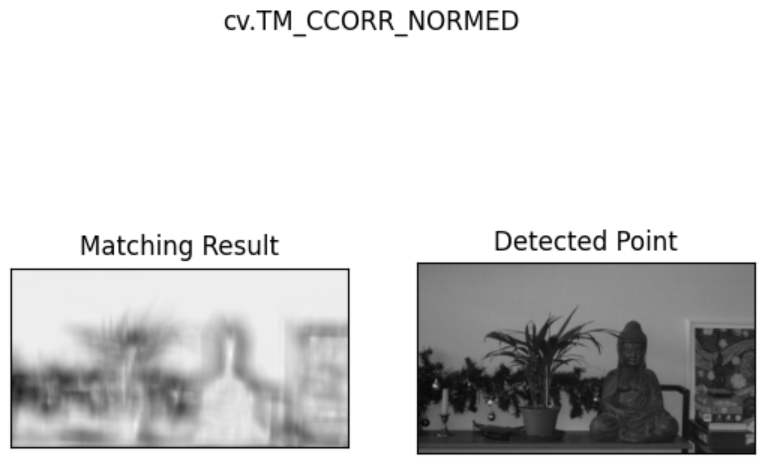 cv.TM_CCORR_NORMED
Matching Result
Detected Point